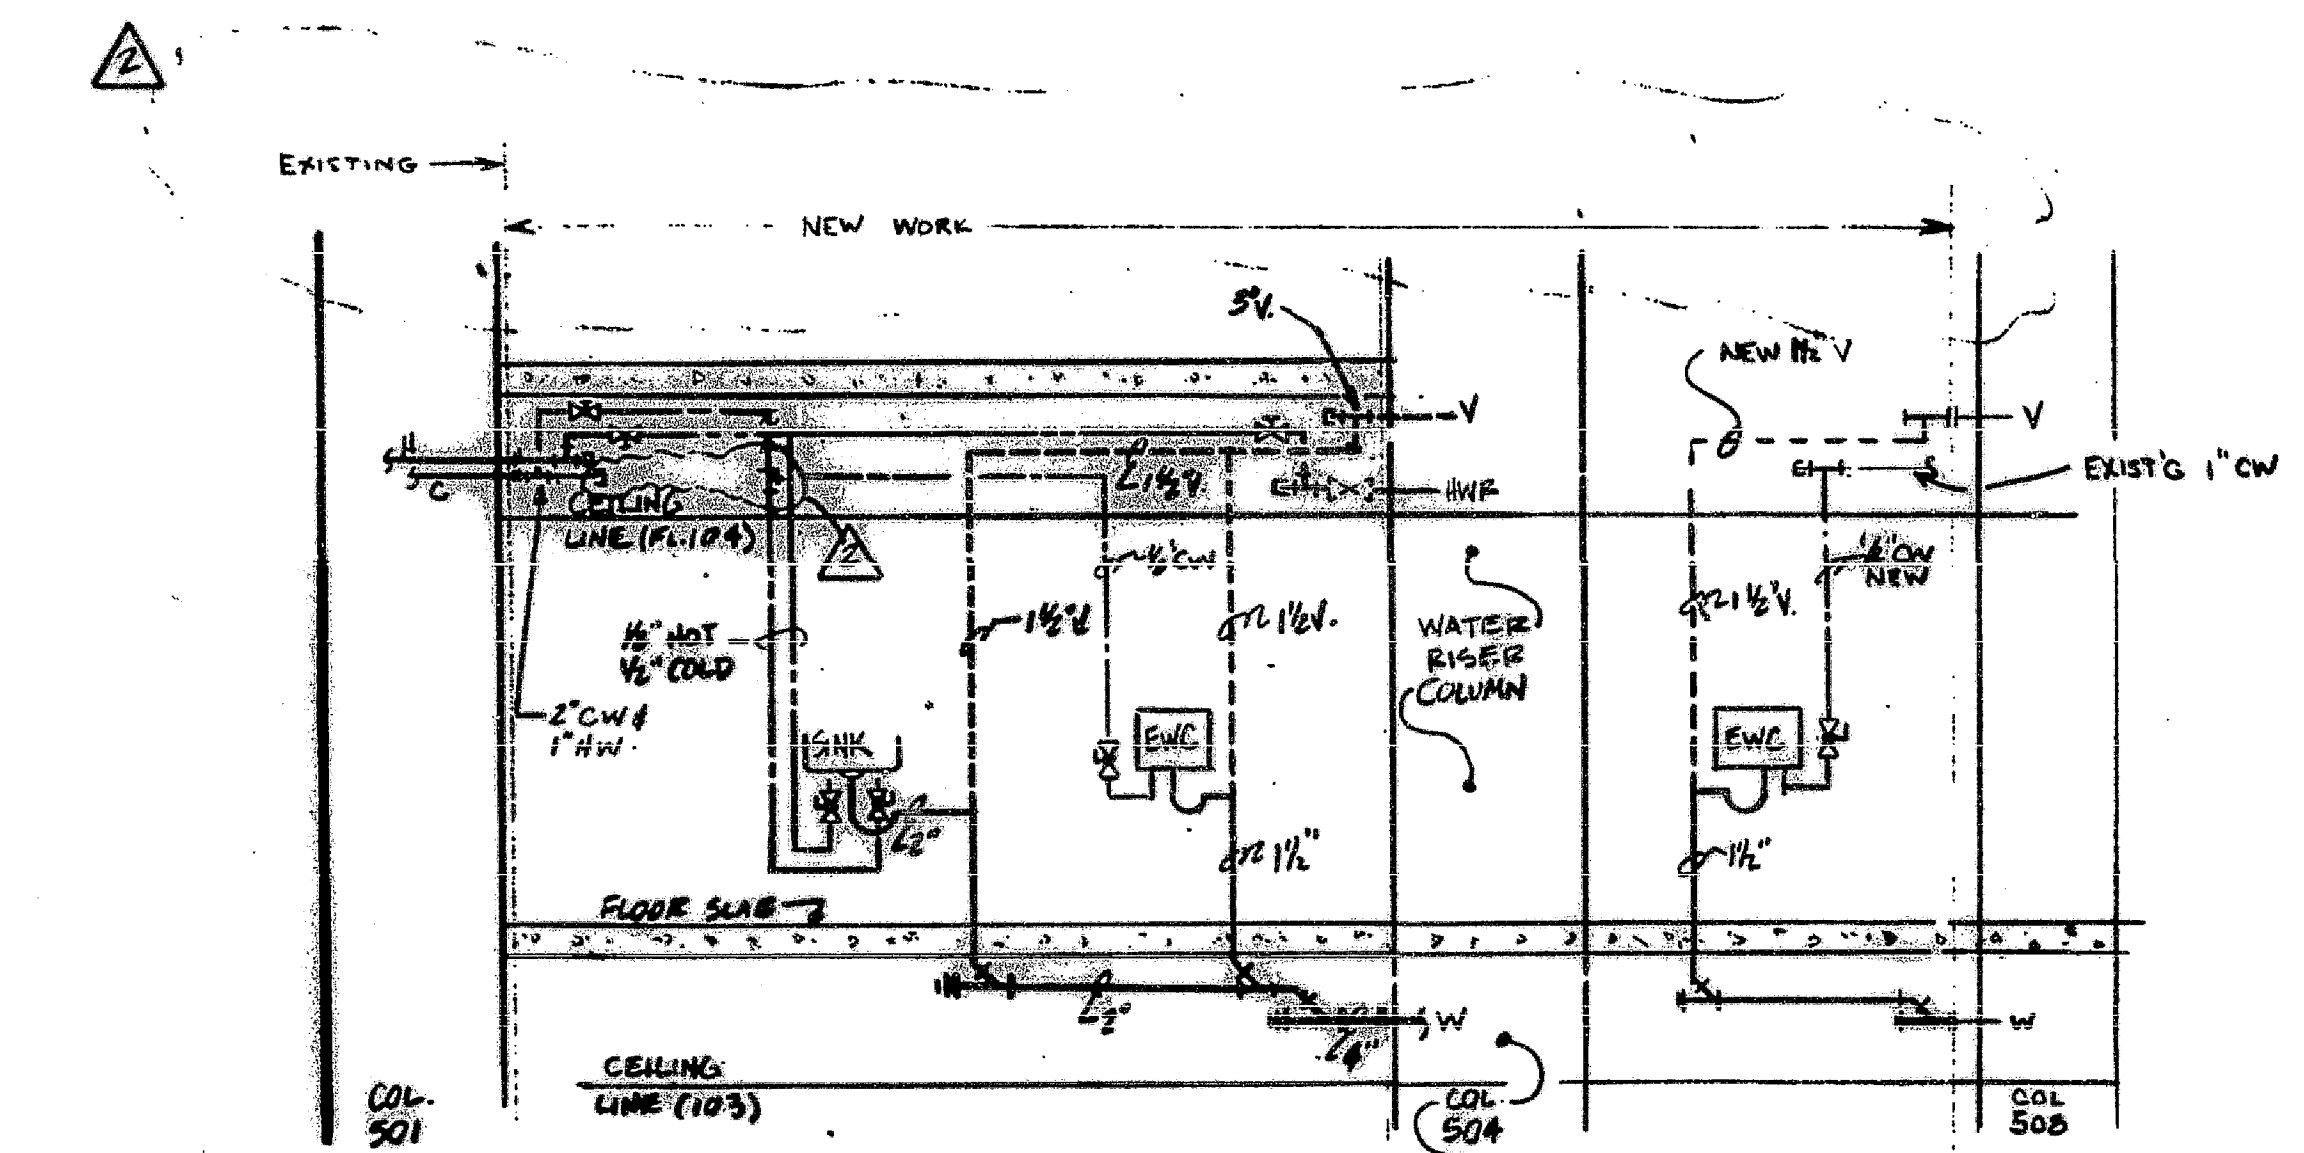 2
EXISTING
NEW WORK
3"V.
NEW 1½" V
V
V
H
C
1½"V.
HWR
EXIST'G 1" CW
CEILING
LINE (FL.104)
2
½" CW
½" CW
NEW
½" HOT
½" COLD
1½"V
1½V.
WATER
RISER
COLUMN
1½"V.
2"CW &
1"HW.
SINK
EWC
EWC
2"
1½"
1½"
FLOOR SLAB
2"
4"
W
W
CEILING
LINE (103)
COL.
501
COL.
504
COL
508